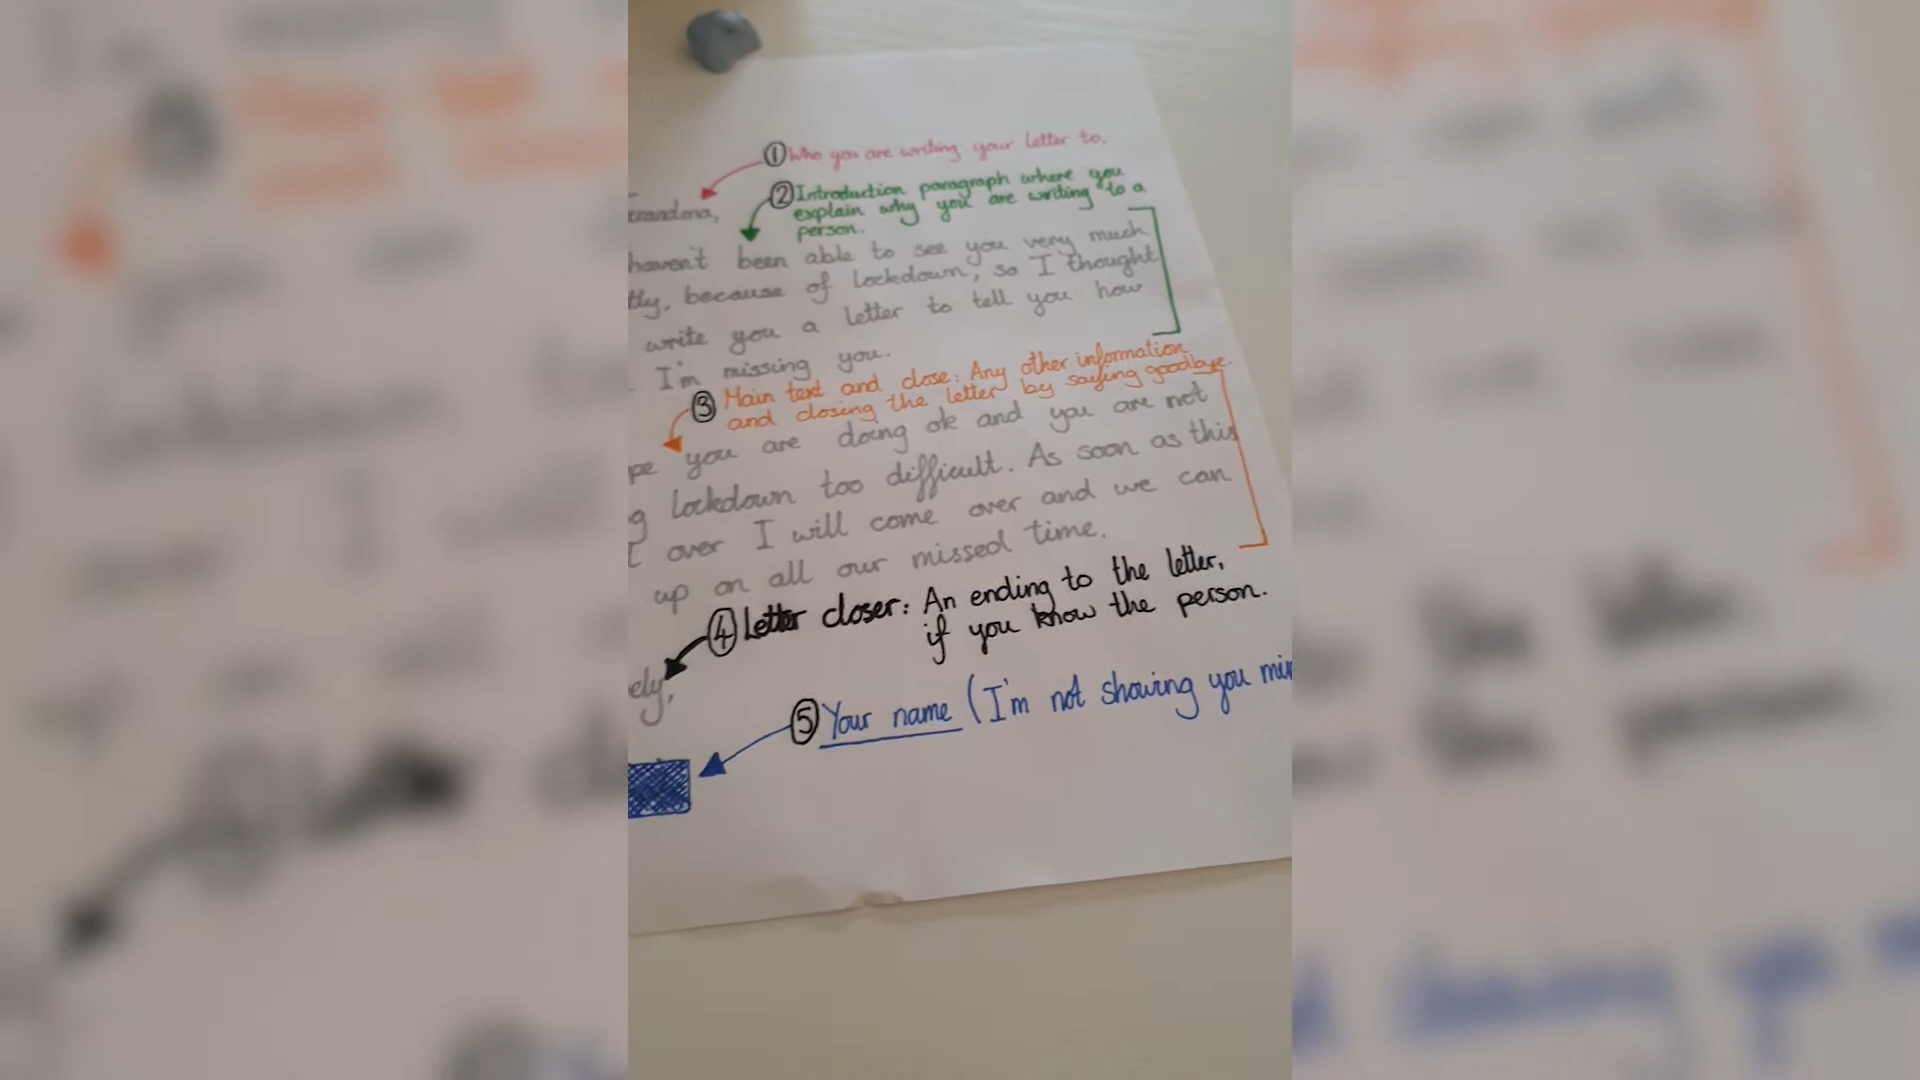 ① Who you are writing your letter to.
② Introduction paragraph where you
explain why you are writing to a
person.
Grandma,
haven't been able to see you very much
tly, because of lockdown, so I thought
write you a letter to tell you how
I'm missing you.
③ Main text and close: Any other information
and closing the letter by saying goodbye.
pe you are doing ok and you are not
g lockdown too difficult. As soon as this
over I will come over and we can
up on all our missed time.
④ Letter closer: An ending to the letter,
if you know the person.
ely,
⑤ Your name (I'm not showing you mi